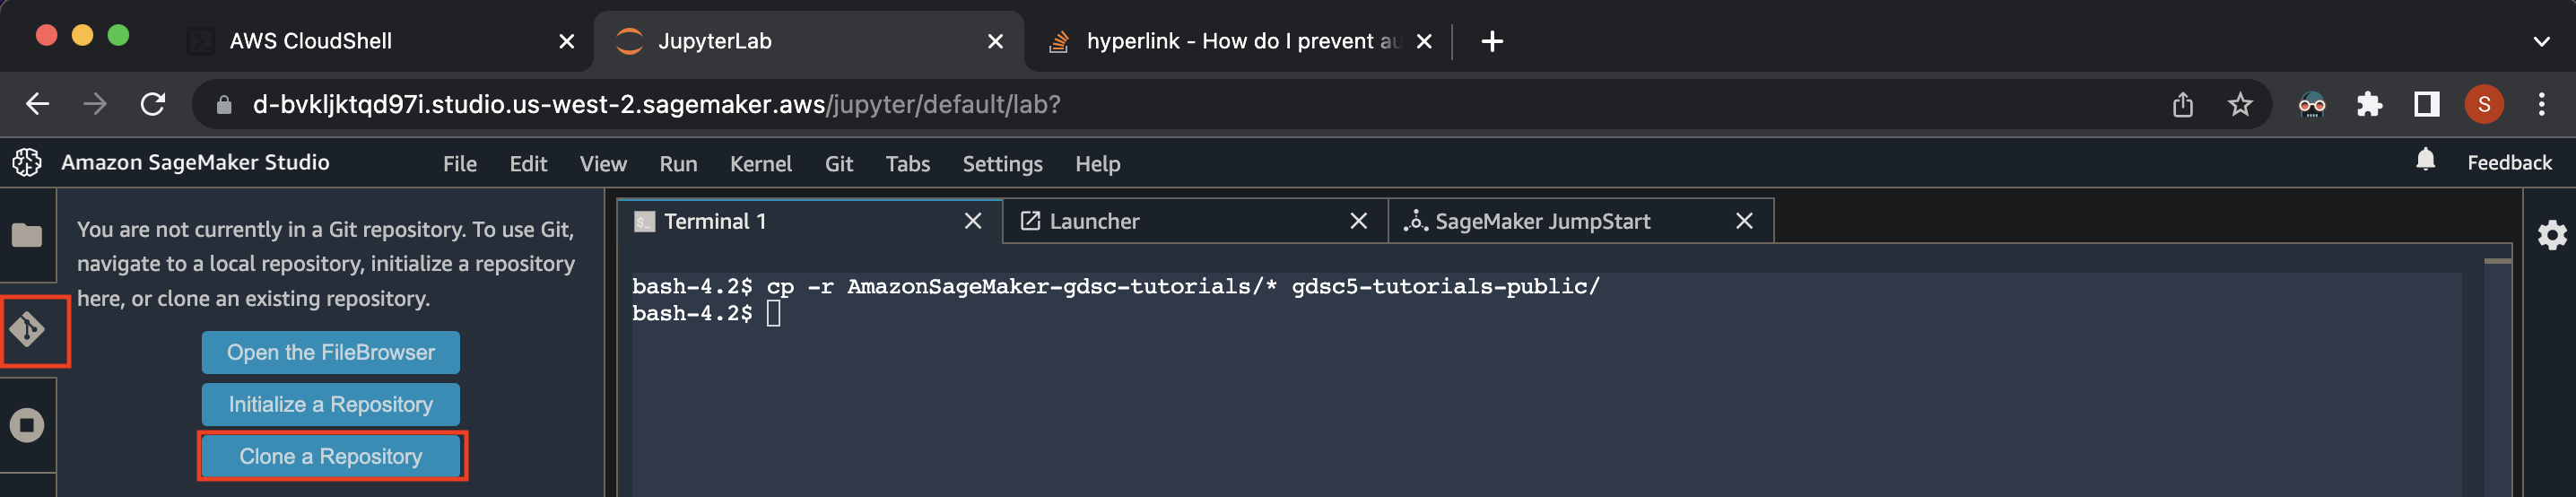 AWS CloudShell
JupyterLab
hyperlink - How do I prevent au
d-bvkljktqd97i.studio.us-west-2.sagemaker.aws/jupyter/default/lab?
S
Amazon SageMaker Studio
File Edit View Run Kernel Git Tabs Settings Help
Feedback
You are not currently in a Git repository. To use Git,
navigate to a local repository, initialize a repository
here, or clone an existing repository.
Open the FileBrowser
Initialize a Repository
Clone a Repository
$_ Terminal 1
Launcher
SageMaker JumpStart
bash-4.2$ cp -r AmazonSageMaker-gdsc-tutorials/* gdsc5-tutorials-public/
bash-4.2$